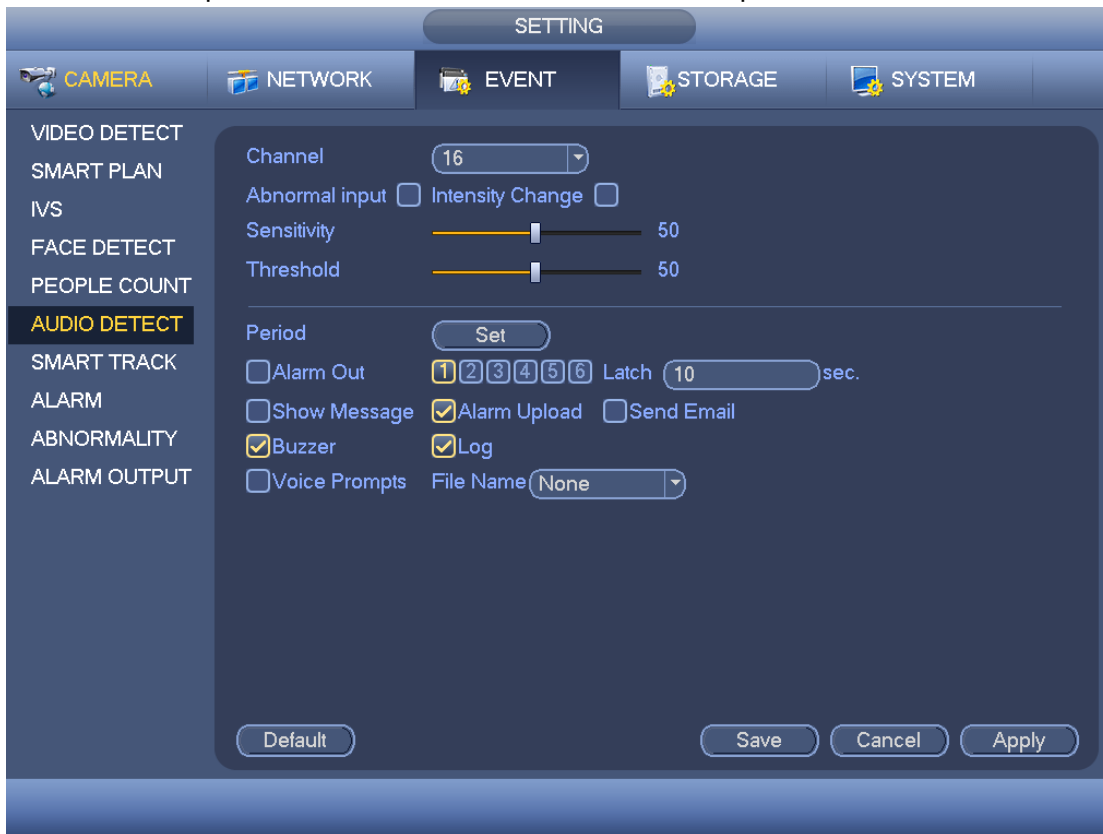 SETTING
CAMERA NETWORK EVENT STORAGE SYSTEM
VIDEO DETECT
SMART PLAN
IVS
FACE DETECT
PEOPLE COUNT
AUDIO DETECT
SMART TRACK
ALARM
ABNORMALITY
ALARM OUTPUT
Channel 16
Abnormal input Intensity Change
Sensitivity 50
Threshold 50
Period Set
Alarm Out 1 2 3 4 5 6 Latch 10 sec.
Show Message Alarm Upload Send Email
Buzzer Log
Voice Prompts File Name None
Default Save Cancel Apply